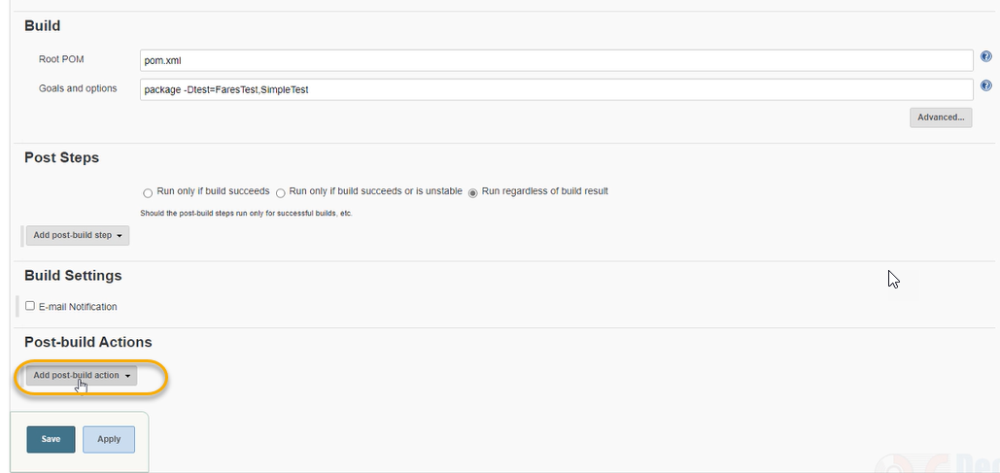 Build
Root POM
pom.xml
Goals and options
package -Dtest=FaresTest,SimpleTest
Advanced...
Post Steps
Run only if build succeeds Run only if build succeeds or is unstable Run regardless of build result
Should the post-build steps run only for successful builds, etc.
Add post-build step
Build Settings
E-mail Notification
Post-build Actions
Add post-build action
Save Apply